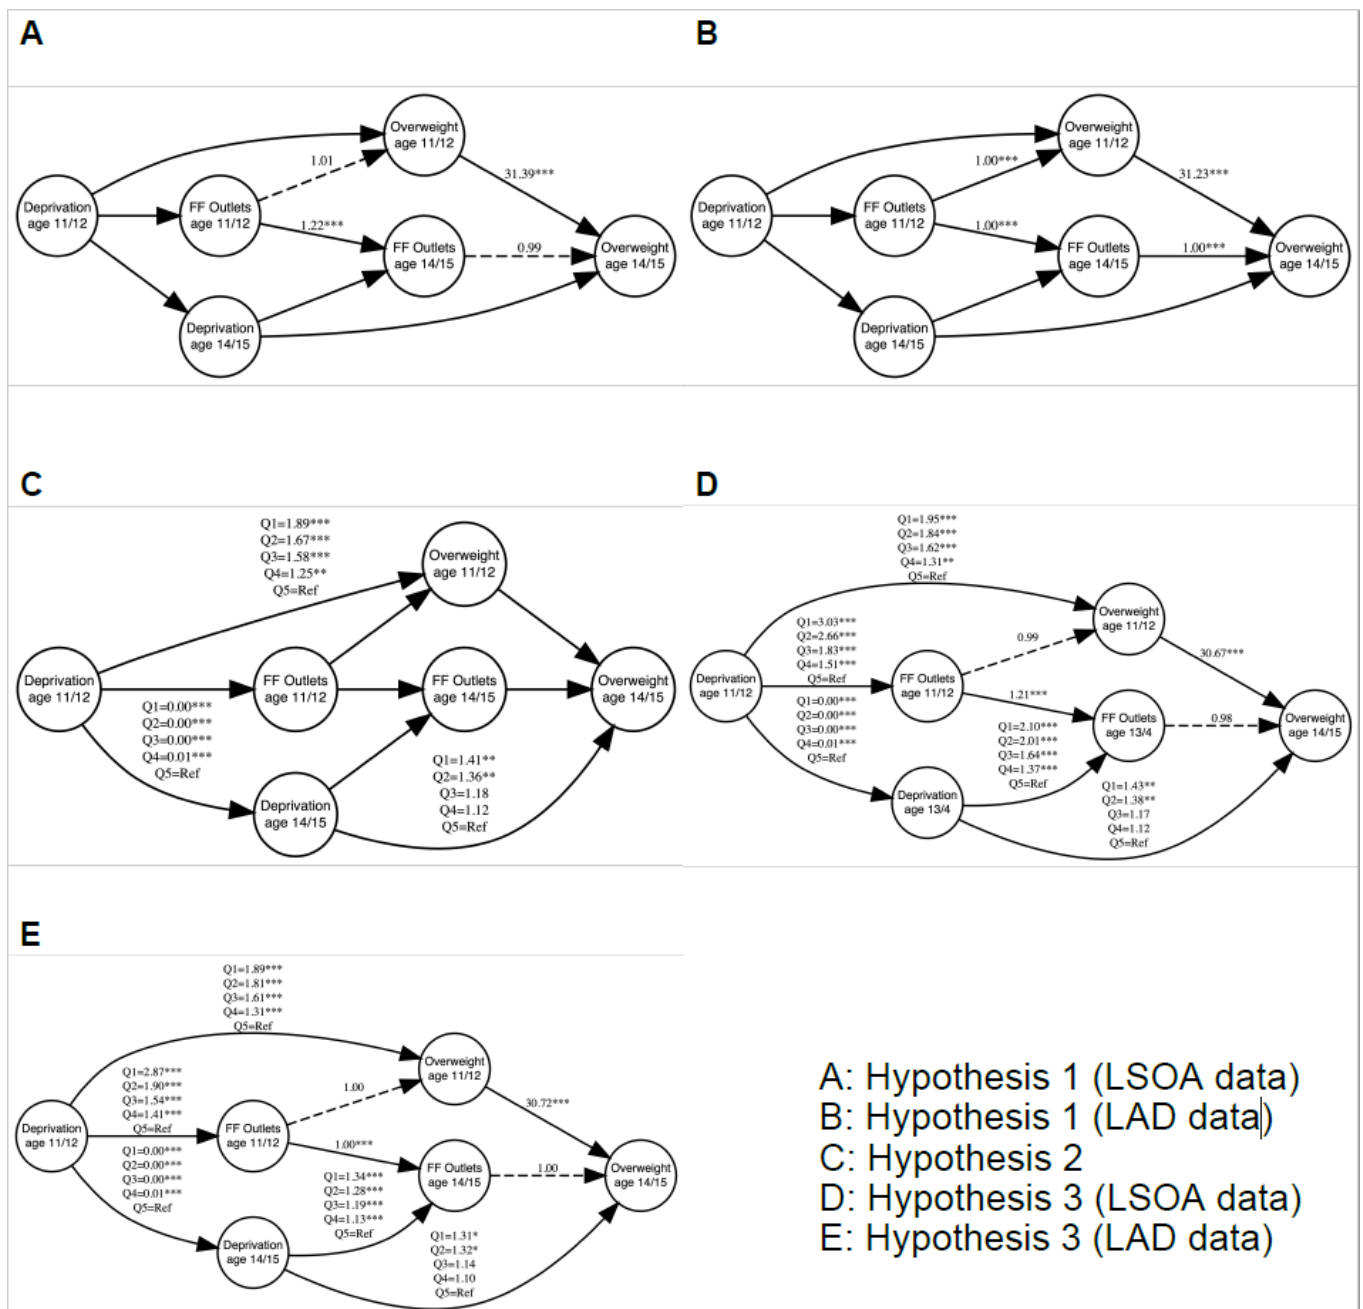 A
Overweight
age 11/12
1.01
31.39***
Deprivation
age 11/12
FF Outlets
age 11/12
1.22***
FF Outlets
age 14/15
0.99
Overweight
age 14/15
Deprivation
age 14/15
B
Overweight
age 11/12
1.00***
31.23***
Deprivation
age 11/12
FF Outlets
age 11/12
1.00***
FF Outlets
age 14/15
1.00***
Overweight
age 14/15
Deprivation
age 14/15
C
Q1=1.89***
Q2=1.67***
Q3=1.58***
Q4=1.25**
Q5=Ref
Overweight
age 11/12
Deprivation
age 11/12
FF Outlets
age 11/12
FF Outlets
age 14/15
Overweight
age 14/15
Q1=0.00***
Q2=0.00***
Q3=0.00***
Q4=0.01***
Q5=Ref
Q1=1.41**
Q2=1.36**
Q3=1.18
Q4=1.12
Q5=Ref
Deprivation
age 14/15
D
Q1=1.95***
Q2=1.84***
Q3=1.62***
Q4=1.31**
Q5=Ref
Overweight
age 11/12
Q1=3.03***
Q2=2.66***
Q3=1.83***
Q4=1.51***
Q5=Ref
0.99
30.67***
Deprivation
age 11/12
FF Outlets
age 11/12
1.21***
Q1=0.00***
Q2=0.00***
Q3=0.00***
Q4=0.01***
Q5=Ref
FF Outlets
age 13/4
0.98
Overweight
age 14/15
Q1=2.10***
Q2=2.01***
Q3=1.64***
Q4=1.37***
Q5=Ref
Deprivation
age 13/4
Q1=1.43**
Q2=1.38**
Q3=1.17
Q4=1.12
Q5=Ref
E
Q1=1.89***
Q2=1.81***
Q3=1.61***
Q4=1.31***
Q5=Ref
Overweight
age 11/12
Q1=2.87***
Q2=1.90***
Q3=1.54***
Q4=1.41***
Q5=Ref
1.00
30.72***
Deprivation
age 11/12
FF Outlets
age 11/12
1.00***
Q1=0.00***
Q2=0.00***
Q3=0.00***
Q4=0.01***
Q5=Ref
FF Outlets
age 14/15
1.00
Overweight
age 14/15
Q1=1.34***
Q2=1.28***
Q3=1.19***
Q4=1.13***
Q5=Ref
Deprivation
age 14/15
Q1=1.31*
Q2=1.32*
Q3=1.14
Q4=1.10
Q5=Ref
A: Hypothesis 1 (LSOA data)
B: Hypothesis 1 (LAD data)
C: Hypothesis 2
D: Hypothesis 3 (LSOA data)
E: Hypothesis 3 (LAD data)